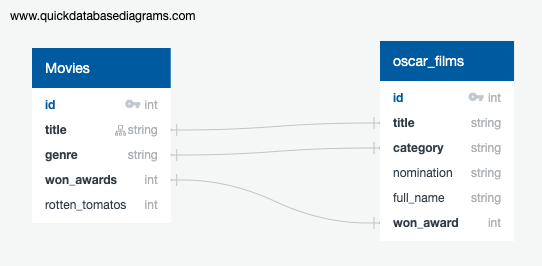 www.quickdatabasediagrams.com
Movies
id int
title string
genre string
won_awards int
rotten_tomatos int
oscar_films
id int
title string
category string
nomination string
full_name string
won_award int